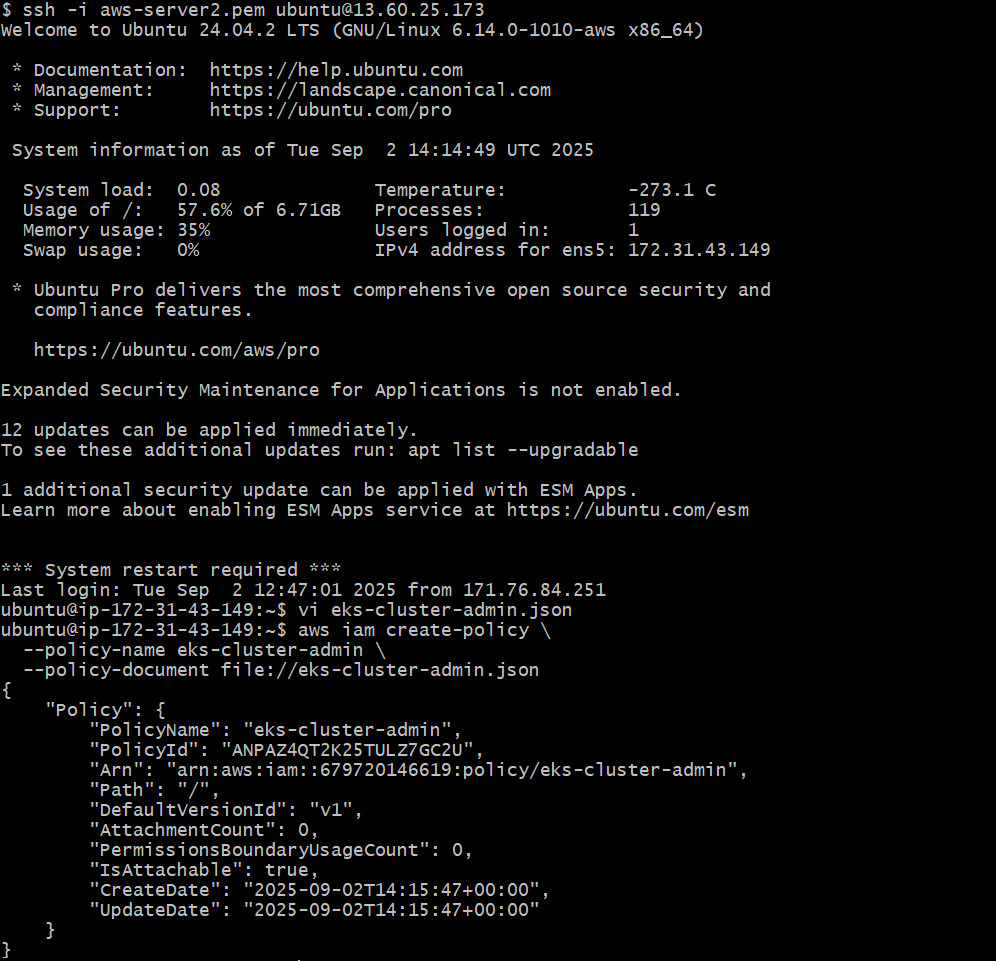 $ ssh -i aws-server2.pem ubuntu@13.60.25.173
Welcome to Ubuntu 24.04.2 LTS (GNU/Linux 6.14.0-1010-aws x86_64)

 * Documentation:  https://help.ubuntu.com
 * Management:     https://landscape.canonical.com
 * Support:        https://ubuntu.com/pro

 System information as of Tue Sep  2 14:14:49 UTC 2025

  System load:  0.08              Temperature:           -273.1 C
  Usage of /:   57.6% of 6.71GB   Processes:             119
  Memory usage: 35%               Users logged in:       1
  Swap usage:   0%                IPv4 address for ens5: 172.31.43.149

 * Ubuntu Pro delivers the most comprehensive open source security and
   compliance features.

   https://ubuntu.com/aws/pro

Expanded Security Maintenance for Applications is not enabled.

12 updates can be applied immediately.
To see these additional updates run: apt list --upgradable

1 additional security update can be applied with ESM Apps.
Learn more about enabling ESM Apps service at https://ubuntu.com/esm


*** System restart required ***
Last login: Tue Sep  2 12:47:01 2025 from 171.76.84.251
ubuntu@ip-172-31-43-149:~$ vi eks-cluster-admin.json
ubuntu@ip-172-31-43-149:~$ aws iam create-policy \
  --policy-name eks-cluster-admin \
  --policy-document file://eks-cluster-admin.json
{
    "Policy": {
        "PolicyName": "eks-cluster-admin",
        "PolicyId": "ANPAZ4QT2K25TULZ7GC2U",
        "Arn": "arn:aws:iam::679720146619:policy/eks-cluster-admin",
        "Path": "/",
        "DefaultVersionId": "v1",
        "AttachmentCount": 0,
        "PermissionsBoundaryUsageCount": 0,
        "IsAttachable": true,
        "CreateDate": "2025-09-02T14:15:47+00:00",
        "UpdateDate": "2025-09-02T14:15:47+00:00"
    }
}